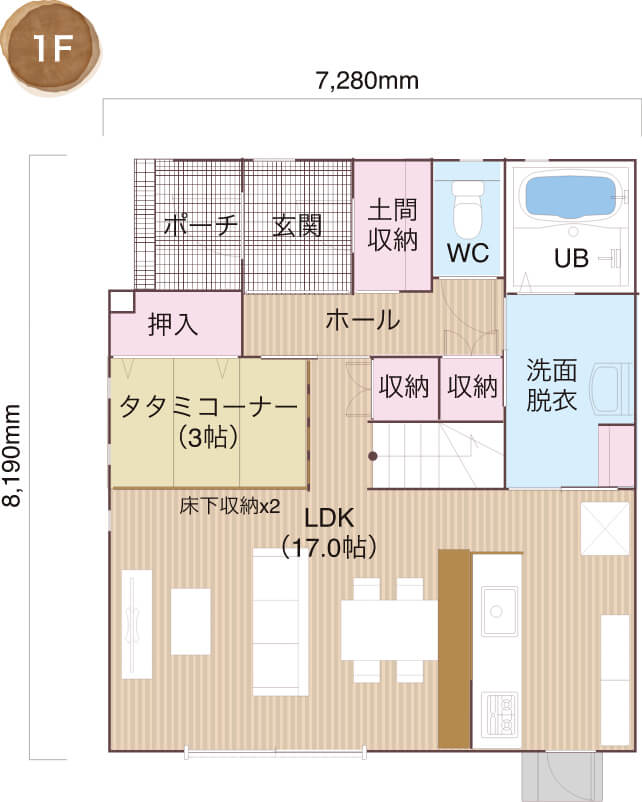 1F
7,280mm
ポーチ
玄関
土間
収納
WC
UB
押入
ホール
収納
収納
洗面
脱衣
タタミコーナー
（3帖）
8,190mm
床下収納x2
LDK
（17.0帖）